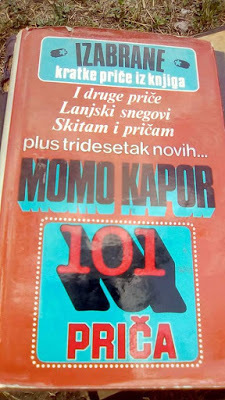 IZABRANE
kratke priče iz knjiga
I druge priče
Lanjski snegovi
Skitam i pričam
plus tridesetak novih...
MOMO KAPOR
101
PRIČA